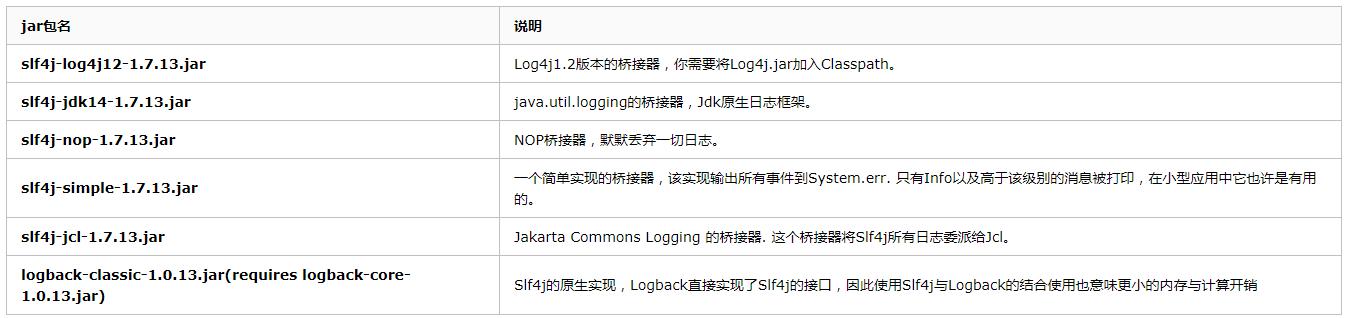 jar包名
说明
slf4j-log4j12-1.7.13.jar
Log4j1.2版本的桥接器，你需要将Log4j.jar加入Classpath。
slf4j-jdk14-1.7.13.jar
java.util.logging的桥接器，Jdk原生日志框架。
slf4j-nop-1.7.13.jar
NOP桥接器，默默丢弃一切日志。
slf4j-simple-1.7.13.jar
一个简单实现的桥接器，该实现输出所有事件到System.err. 只有Info以及高于该级别的消息被打印，在小型应用中它也许是有用
的。
slf4j-jcl-1.7.13.jar
Jakarta Commons Logging 的桥接器. 这个桥接器将Slf4j所有日志委派给Jcl。
logback-classic-1.0.13.jar(requires logback-core-
1.0.13.jar)
Slf4j的原生实现，Logback直接实现了Slf4j的接口，因此使用Slf4j与Logback的结合使用也意味更小的内存与计算开销